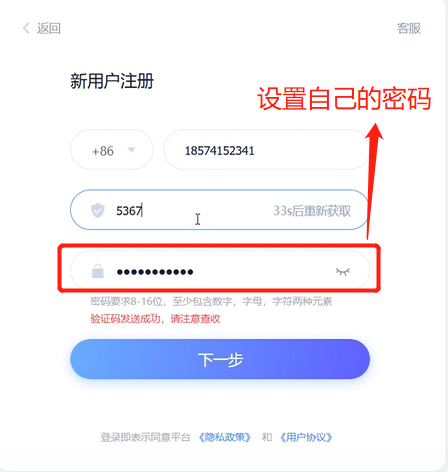 返回
客服
新用户注册
设置自己的密码
+86
18574152341
5367
33s后重新获取
●●●●●●●●●●●
密码要求8-16位，至少包含数字，字母，字符两种元素
验证码发送成功，请注意查收
下一步
登录即表示同意平台《隐私政策》 和 《用户协议》